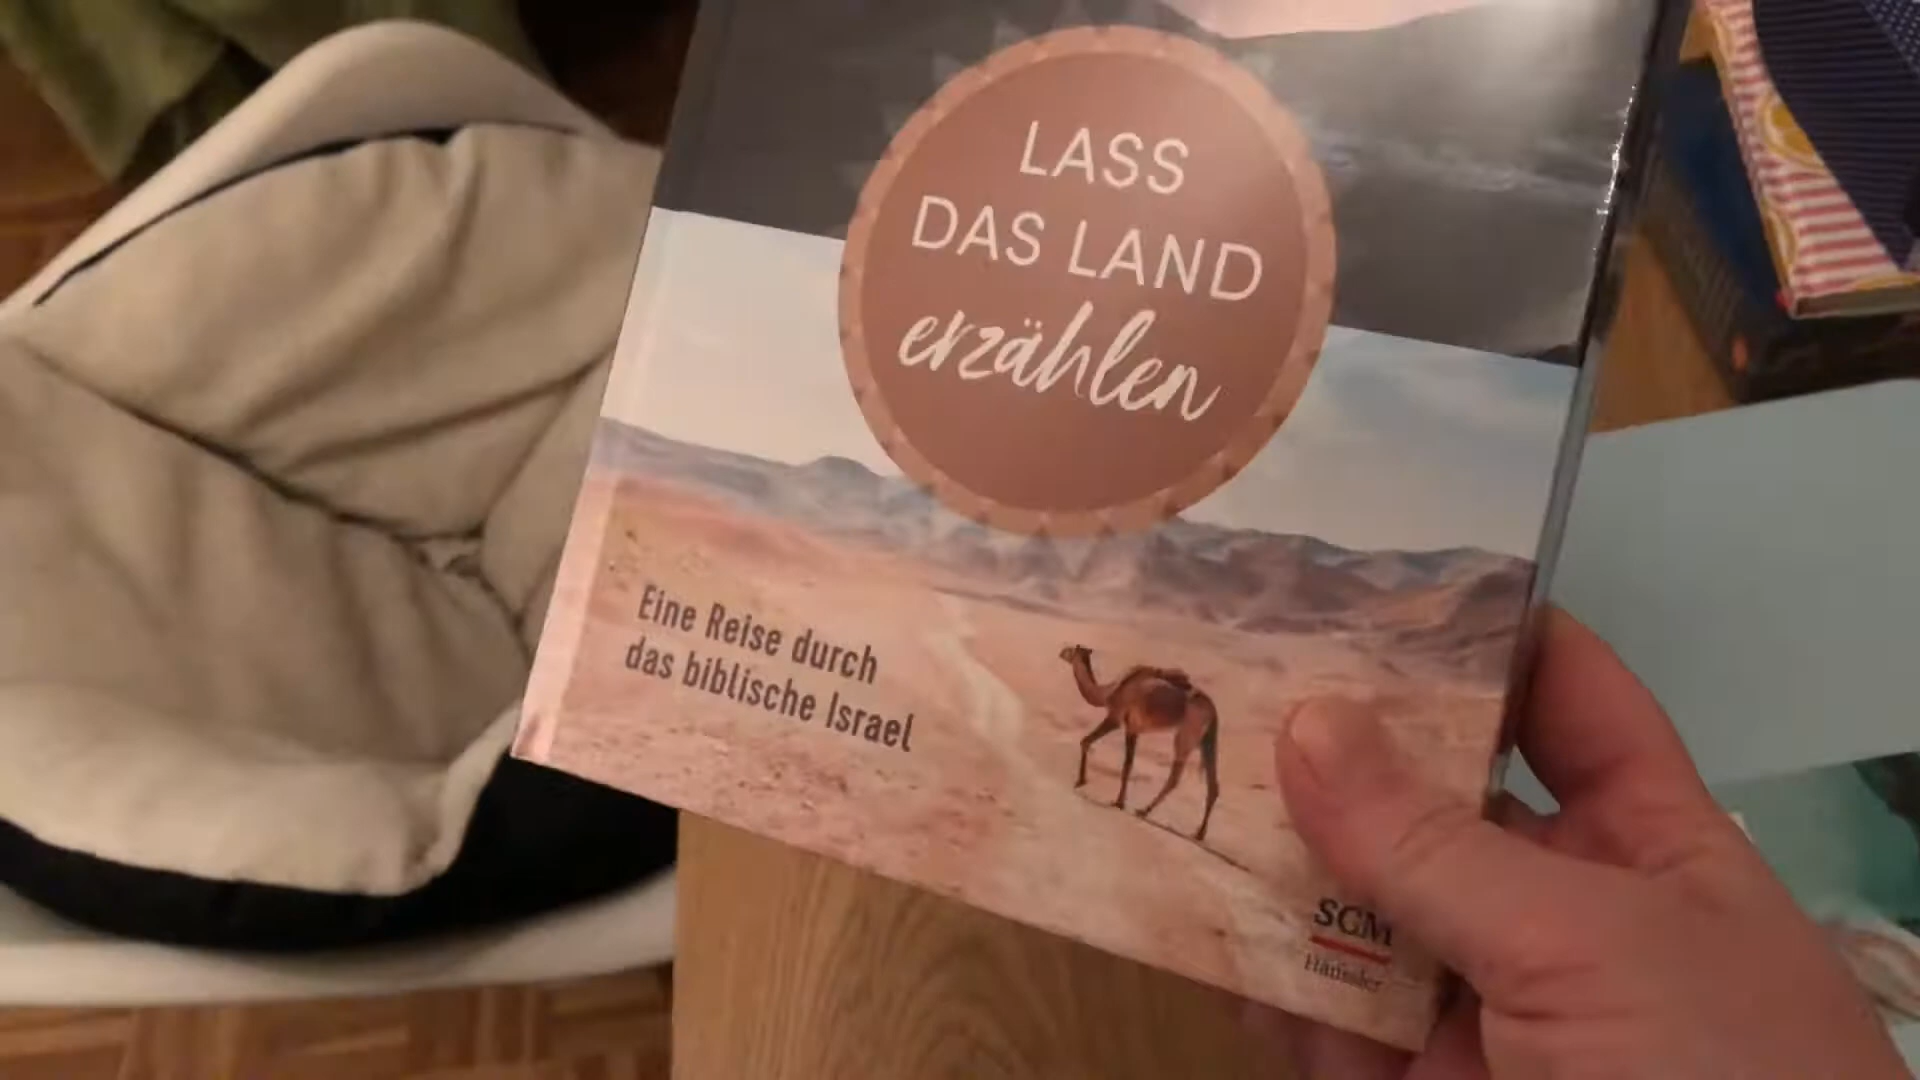 LASS
DAS LAND
erzählen
Eine Reise durch
das biblische Israel
SCM
Hänssler